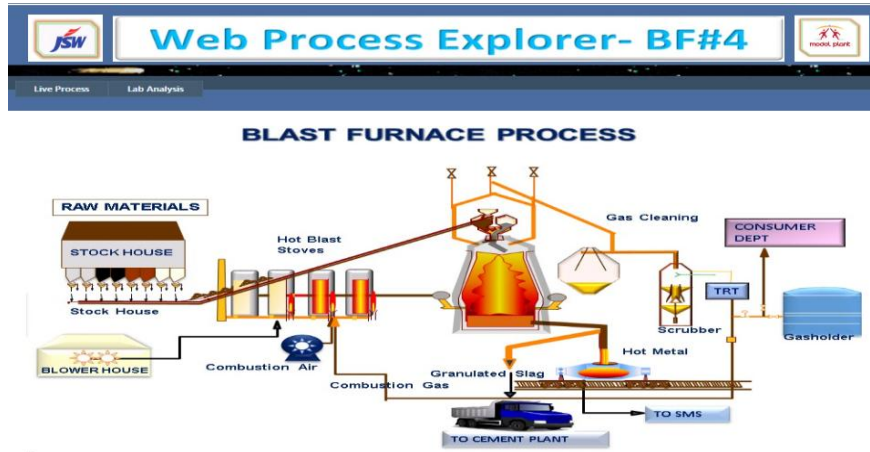 JSW
Web Process Explorer- BF#4
model plant
Live Process
Lab Analysis
BLAST FURNACE PROCESS
RAW MATERIALS
STOCK HOUSE
Stock House
BLOWER HOUSE
Hot Blast
Stoves
Combustion Air
Combustion Gas
Gas Cleaning
CONSUMER
DEPT
TRT
Scrubber
Gasholder
Hot Metal
Granulated Slag
TO SMS
TO CEMENT PLANT